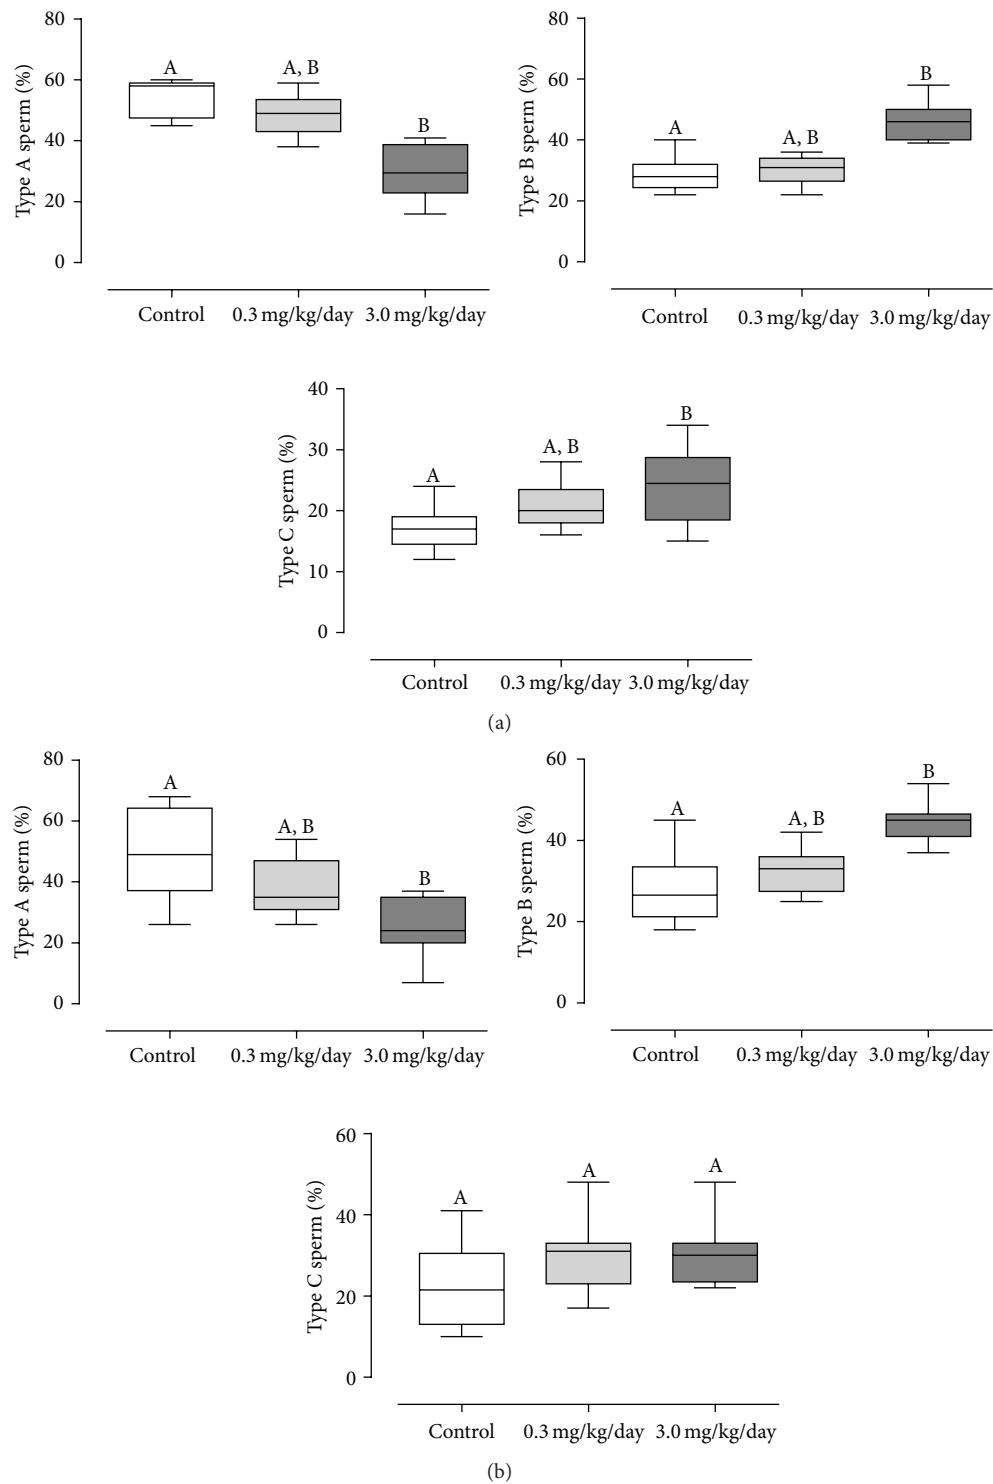 80
60
40
20
0
Type A sperm (%)
A
A, B
B
Control
0.3 mg/kg/day
3.0 mg/kg/day
80
60
40
20
0
Type B sperm (%)
A
A, B
B
Control
0.3 mg/kg/day
3.0 mg/kg/day
40
30
20
10
0
Type C sperm (%)
A
A, B
B
Control
0.3 mg/kg/day
3.0 mg/kg/day
(a)
80
60
40
20
0
Type A sperm (%)
A
A, B
B
Control
0.3 mg/kg/day
3.0 mg/kg/day
60
40
20
0
Type B sperm (%)
A
A, B
B
Control
0.3 mg/kg/day
3.0 mg/kg/day
60
40
20
0
Type C sperm (%)
A
A
A
Control
0.3 mg/kg/day
3.0 mg/kg/day
(b)